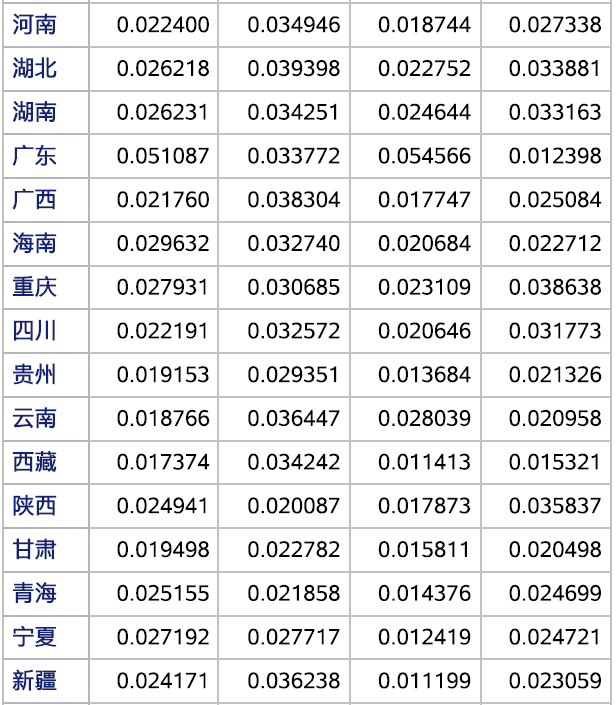 河南 0.022400 0.034946 0.018744 0.027338
湖北 0.026218 0.039398 0.022752 0.033881
湖南 0.026231 0.034251 0.024644 0.033163
广东 0.051087 0.033772 0.054566 0.012398
广西 0.021760 0.038304 0.017747 0.025084
海南 0.029632 0.032740 0.020684 0.022712
重庆 0.027931 0.030685 0.023109 0.038638
四川 0.022191 0.032572 0.020646 0.031773
贵州 0.019153 0.029351 0.013684 0.021326
云南 0.018766 0.036447 0.028039 0.020958
西藏 0.017374 0.034242 0.011413 0.015321
陕西 0.024941 0.020087 0.017873 0.035837
甘肃 0.019498 0.022782 0.015811 0.020498
青海 0.025155 0.021858 0.014376 0.024699
宁夏 0.027192 0.027717 0.012419 0.024721
新疆 0.024171 0.036238 0.011199 0.023059